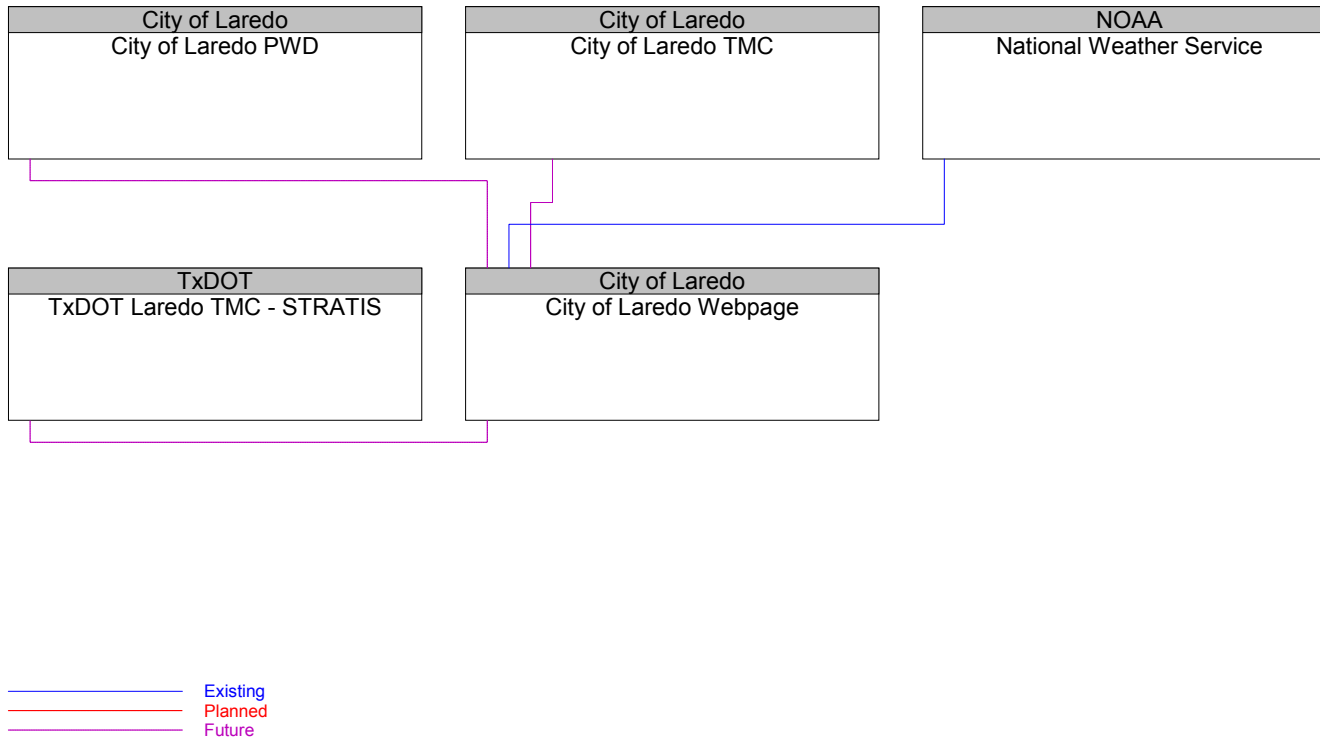 City of Laredo
City of Laredo PWD
City of Laredo
City of Laredo TMC
NOAA
National Weather Service
TxDOT
TxDOT Laredo TMC - STRATIS
City of Laredo
City of Laredo Webpage
Existing
Planned
Future